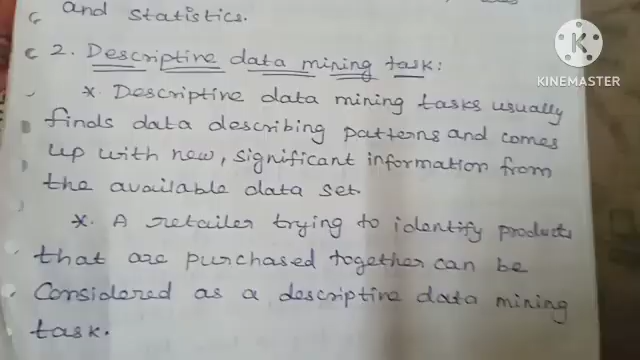 and statistics.
2. Descriptive data mining task:
* Descriptive data mining tasks usually
finds data describing patterns and comes
up with new, significant information from
the available data set.
* A retailer trying to identify products
that are purchased together can be
Considered as a descriptive data mining
task.
KINEMASTER